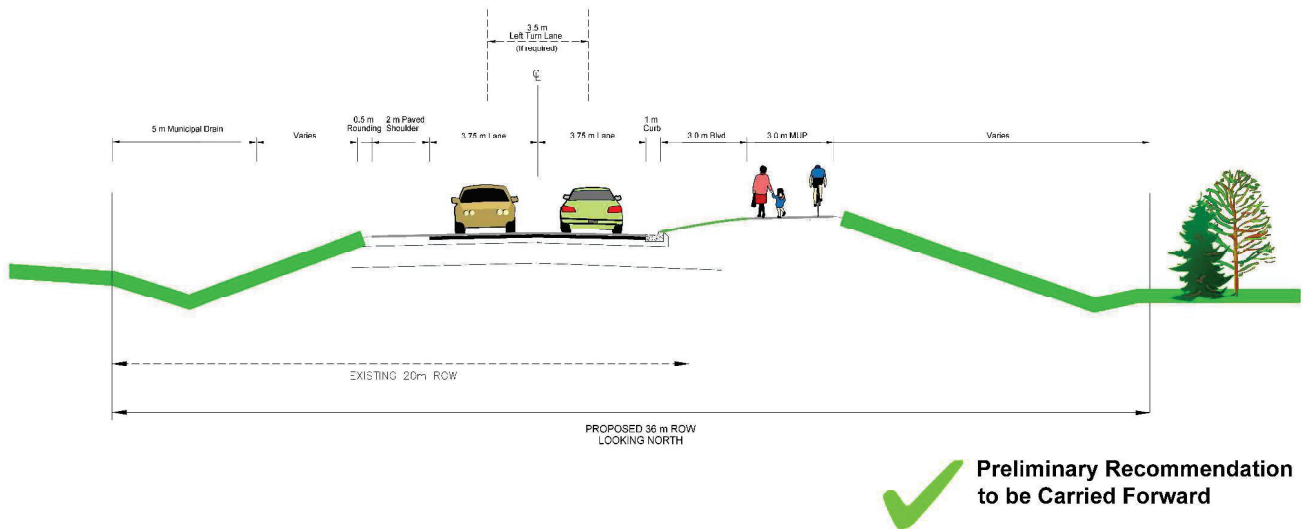 3.5 m
Left Turn Lane
(If required)
℄
5 m Municipal Drain
Varies
0.5 m
Rounding
2 m Paved
Shoulder
3.75 m Lane
3.75 m Lane
1 m
Curb
3.0 m Blvd
3.0 m MUP
Varies
EXISTING 20m ROW
PROPOSED 36 m ROW
LOOKING NORTH
Preliminary Recommendation
to be Carried Forward